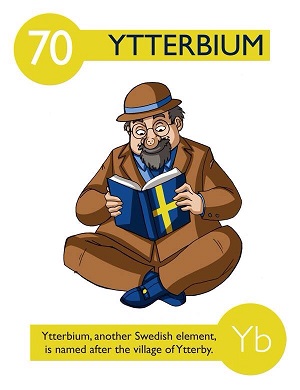 70 YTTERBIUM
Ytterbium, another Swedish element,
is named after the village of Ytterby.
Yb